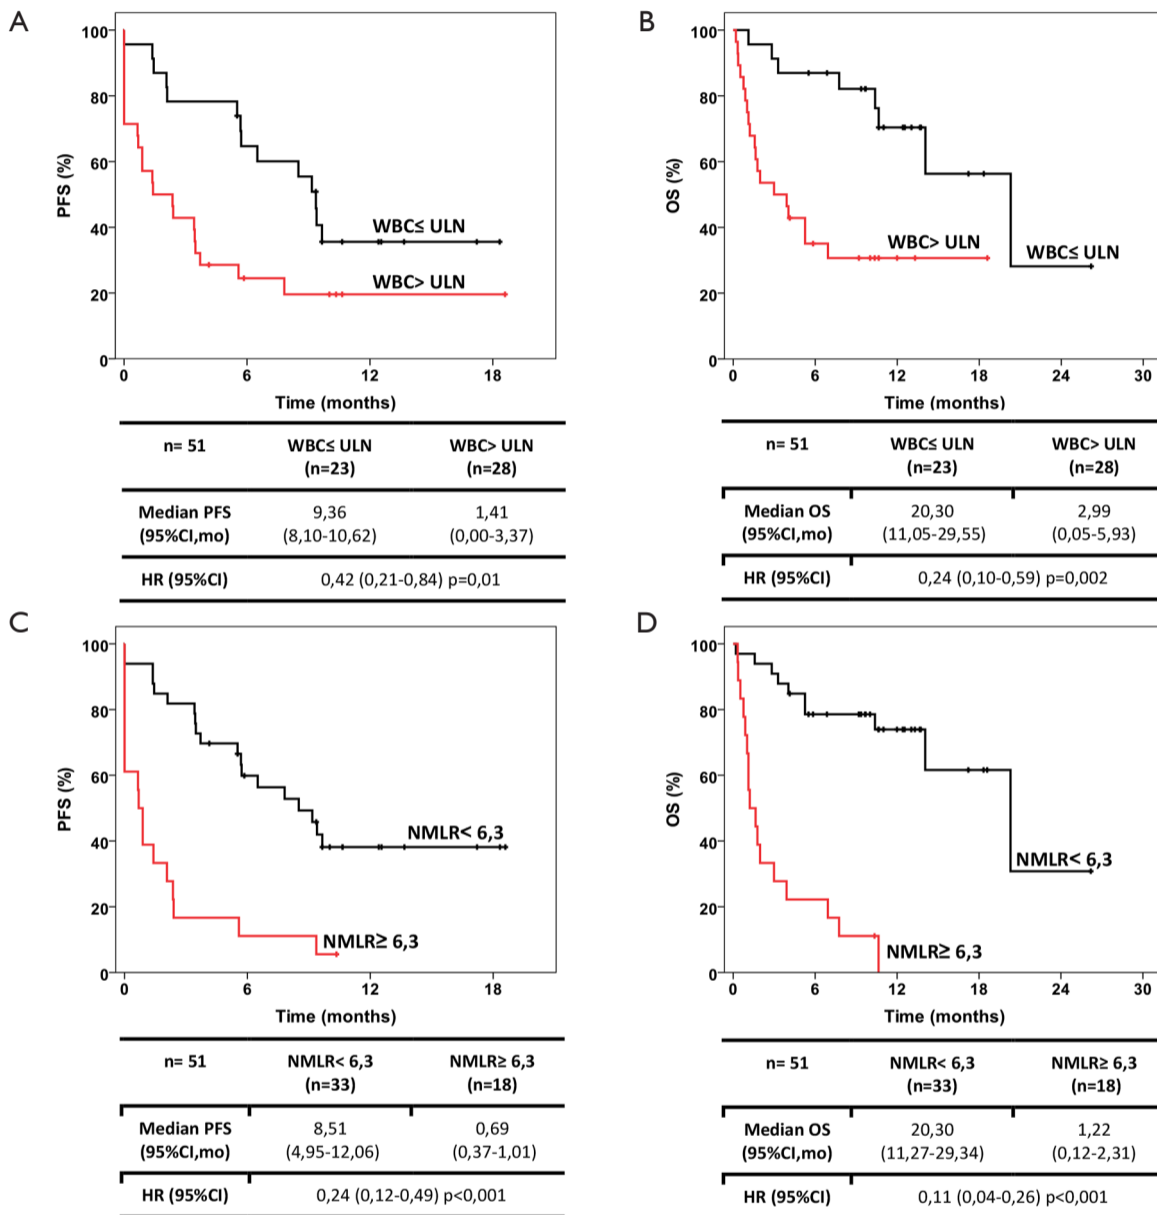 A
100
80
60
40
20
0
PFS (%)
WBC≤ ULN
WBC> ULN
0 6 12 18
Time (months)
n= 51 WBC≤ ULN WBC> ULN
(n=23) (n=28)
Median PFS 9,36 1,41
(95%CI,mo) (8,10-10,62) (0,00-3,37)
HR (95%CI) 0,42 (0,21-0,84) p=0,01
B
100
80
60
40
20
0
OS (%)
WBC> ULN
WBC≤ ULN
0 6 12 18 24 30
Time (months)
n= 51 WBC≤ ULN WBC> ULN
(n=23) (n=28)
Median OS 20,30 2,99
(95%CI,mo) (11,05-29,55) (0,05-5,93)
HR (95%CI) 0,24 (0,10-0,59) p=0,002
C
100
80
60
40
20
0
PFS (%)
NMLR< 6,3
NMLR≥ 6,3
0 6 12 18
Time (months)
n= 51 NMLR< 6,3 NMLR≥ 6,3
(n=33) (n=18)
Median PFS 8,51 0,69
(95%CI,mo) (4,95-12,06) (0,37-1,01)
HR (95%CI) 0,24 (0,12-0,49) p<0,001
D
100
80
60
40
20
0
OS (%)
NMLR< 6,3
NMLR≥ 6,3
0 6 12 18 24 30
Time (months)
n= 51 NMLR< 6,3 NMLR≥ 6,3
(n=33) (n=18)
Median OS 20,30 1,22
(95%CI,mo) (11,27-29,34) (0,12-2,31)
HR (95%CI) 0,11 (0,04-0,26) p<0,001